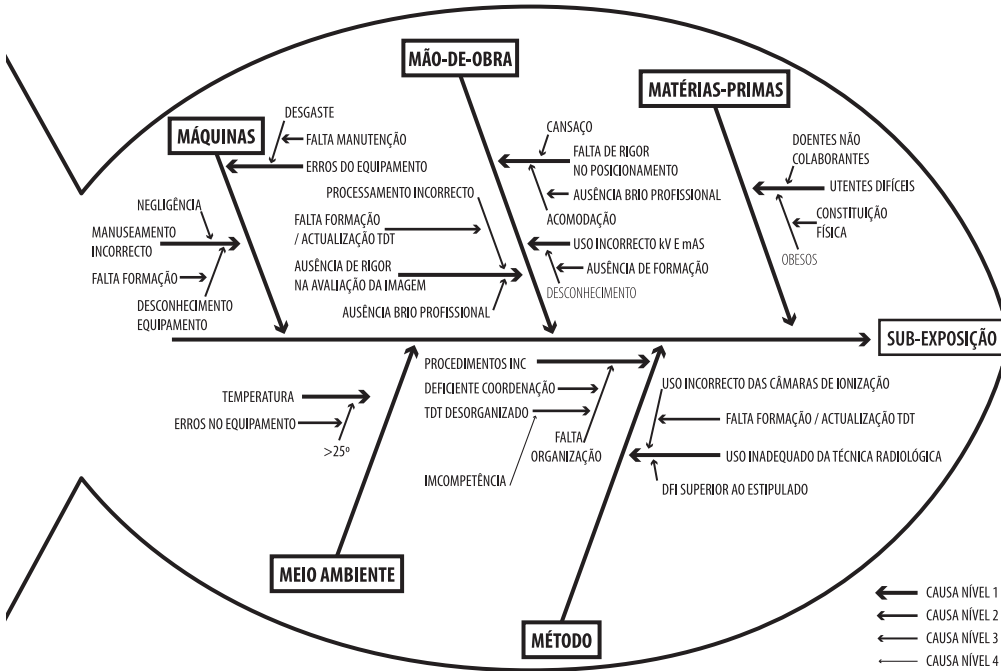 MÃO-DE-OBRA
MATÉRIAS-PRIMAS
MÁQUINAS
DESGASTE
FALTA MANUTENÇÃO
ERROS DO EQUIPAMENTO
NEGLIGÊNCIA
MANUSEAMENTO
INCORRECTO
FALTA FORMAÇÃO
DESCONHECIMENTO
EQUIPAMENTO
CANSAÇO
FALTA DE RIGOR
NO POSICIONAMENTO
AUSÊNCIA BRIO PROFISSIONAL
ACOMODAÇÃO
PROCESSAMENTO INCORRECTO
FALTA FORMAÇÃO
/ ACTUALIZAÇÃO TDT
AUSÊNCIA DE RIGOR
NA AVALIAÇÃO DA IMAGEM
AUSÊNCIA BRIO PROFISSIONAL
USO INCORRECTO kV E mAS
AUSÊNCIA DE FORMAÇÃO
DESCONHECIMENTO
DOENTES NÃO
COLABORANTES
UTENTES DIFÍCEIS
CONSTITUIÇÃO
FÍSICA
OBESOS
SUB-EXPOSIÇÃO
TEMPERATURA
ERROS NO EQUIPAMENTO
>25º
PROCEDIMENTOS INC
DEFICIENTE COORDENAÇÃO
TDT DESORGANIZADO
FALTA
ORGANIZAÇÃO
IMCOMPETÊNCIA
USO INCORRECTO DAS CÂMARAS DE IONIZAÇÃO
FALTA FORMAÇÃO / ACTUALIZAÇÃO TDT
USO INADEQUADO DA TÉCNICA RADIOLÓGICA
DFI SUPERIOR AO ESTIPULADO
MEIO AMBIENTE
MÉTODO
CAUSA NÍVEL 1
CAUSA NÍVEL 2
CAUSA NÍVEL 3
CAUSA NÍVEL 4